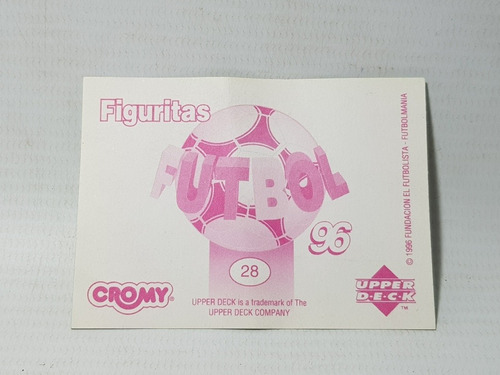 Figuritas
FUTBOL
96
28
CROMY®
UPPER DECK is a trademark of The
UPPER DECK COMPANY
UPPER
D·E·C·K
TM
© 1996 FUNDACION EL FUTBOLISTA - FUTBOLMANIA